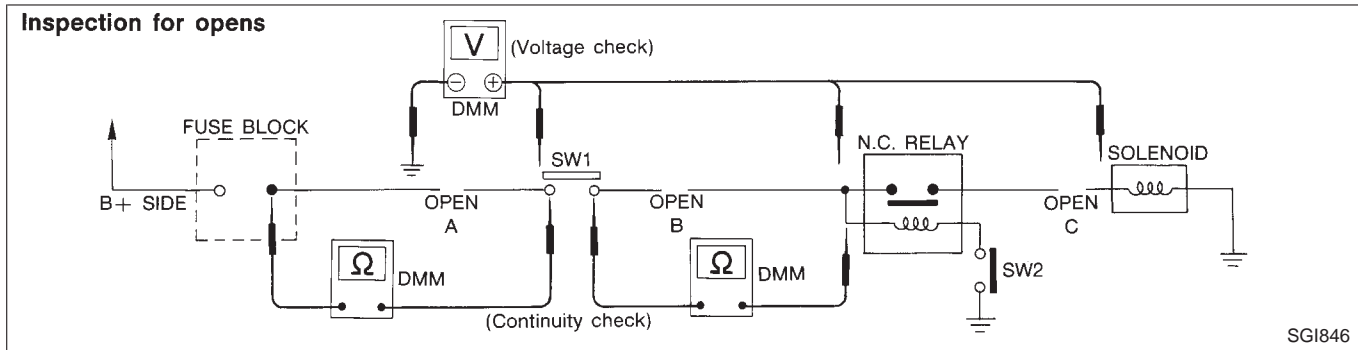 Inspection for opens
V
(Voltage check)
− +
DMM
FUSE BLOCK
N.C. RELAY
SW1
SOLENOID
B+ SIDE
OPEN
A
OPEN
B
OPEN
C
Ω
DMM
Ω
DMM
SW2
(Continuity check)
SGI846